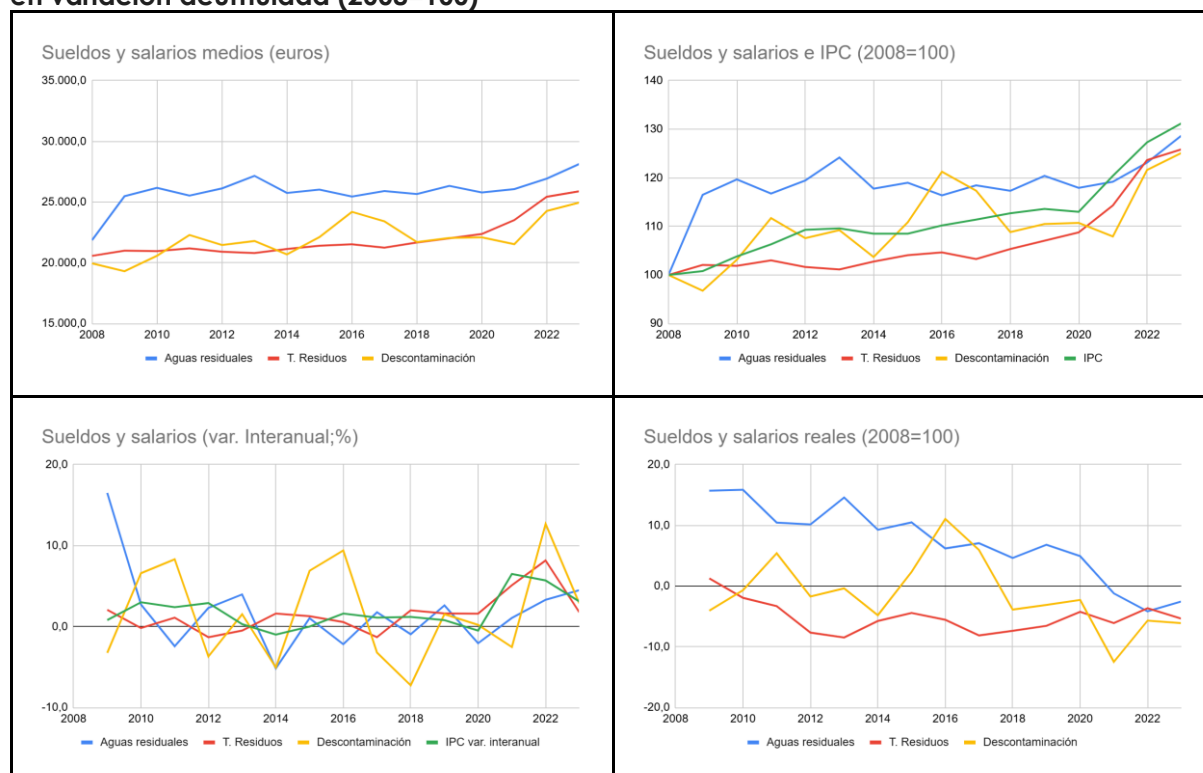 en variación acumulada (2008=100)
Sueldos y salarios medios (euros)
35.000,0
30.000,0
25.000,0
20.000,0
15.000,0
2008 2010 2012 2014 2016 2018 2020 2022
Aguas residuales T. Residuos Descontaminación
Sueldos y salarios e IPC (2008=100)
140
130
120
110
100
90
2008 2010 2012 2014 2016 2018 2020 2022
Aguas residuales T. Residuos Descontaminación IPC
Sueldos y salarios (var. Interanual;%)
20,0
10,0
0,0
-10,0
2008 2010 2012 2014 2016 2018 2020 2022
Aguas residuales T. Residuos Descontaminación IPC var. interanual
Sueldos y salarios reales (2008=100)
20,0
10,0
0,0
-10,0
-20,0
2008 2010 2012 2014 2016 2018 2020 2022
Aguas residuales T. Residuos Descontaminación